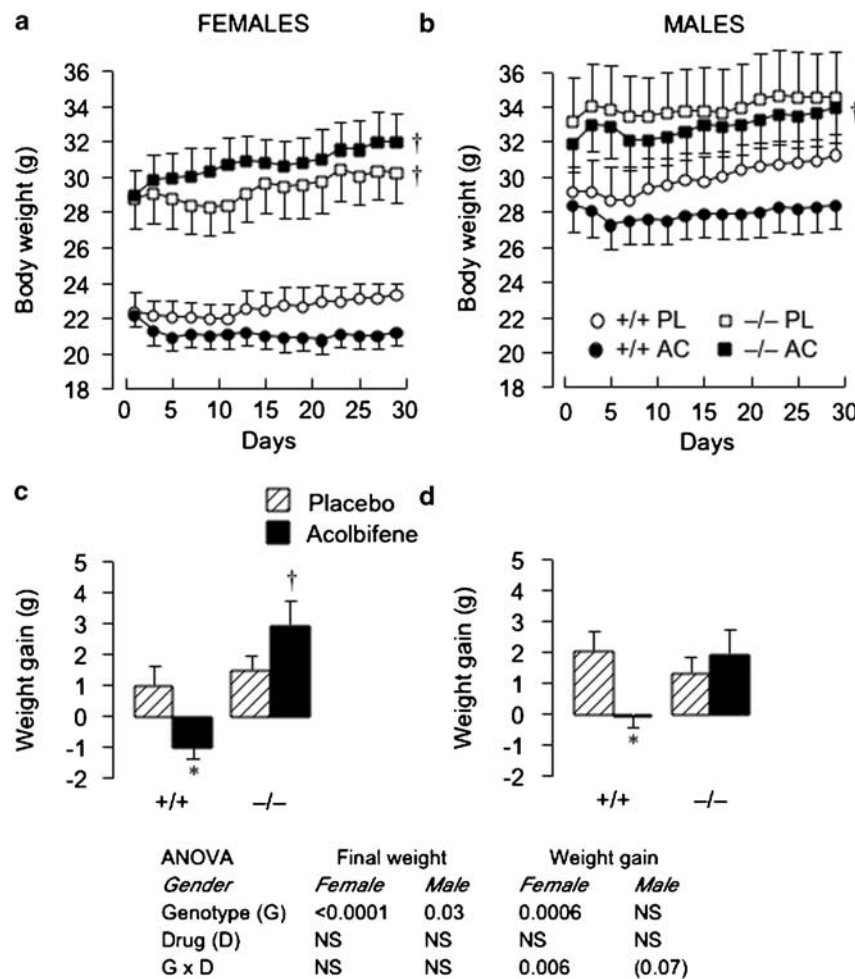 a
FEMALES
36
34
32
30
28
26
24
22
20
18
Body weight (g)
†
†
0 5 10 15 20 25 30
Days
b
MALES
36
34
32
30
28
26
24
22
20
18
Body weight (g)
†
+/+ PL
−/− PL
+/+ AC
−/− AC
0 5 10 15 20 25 30
Days
c
Placebo
Acolbifene
5
4
3
2
1
0
-1
-2
Weight gain (g)
*
†
+/+ −/−
d
5
4
3
2
1
0
-1
-2
Weight gain (g)
*
+/+ −/−
ANOVA Final weight Weight gain
Gender Female Male Female Male
Genotype (G) <0.0001 0.03 0.0006 NS
Drug (D) NS NS NS NS
G x D NS NS 0.006 (0.07)